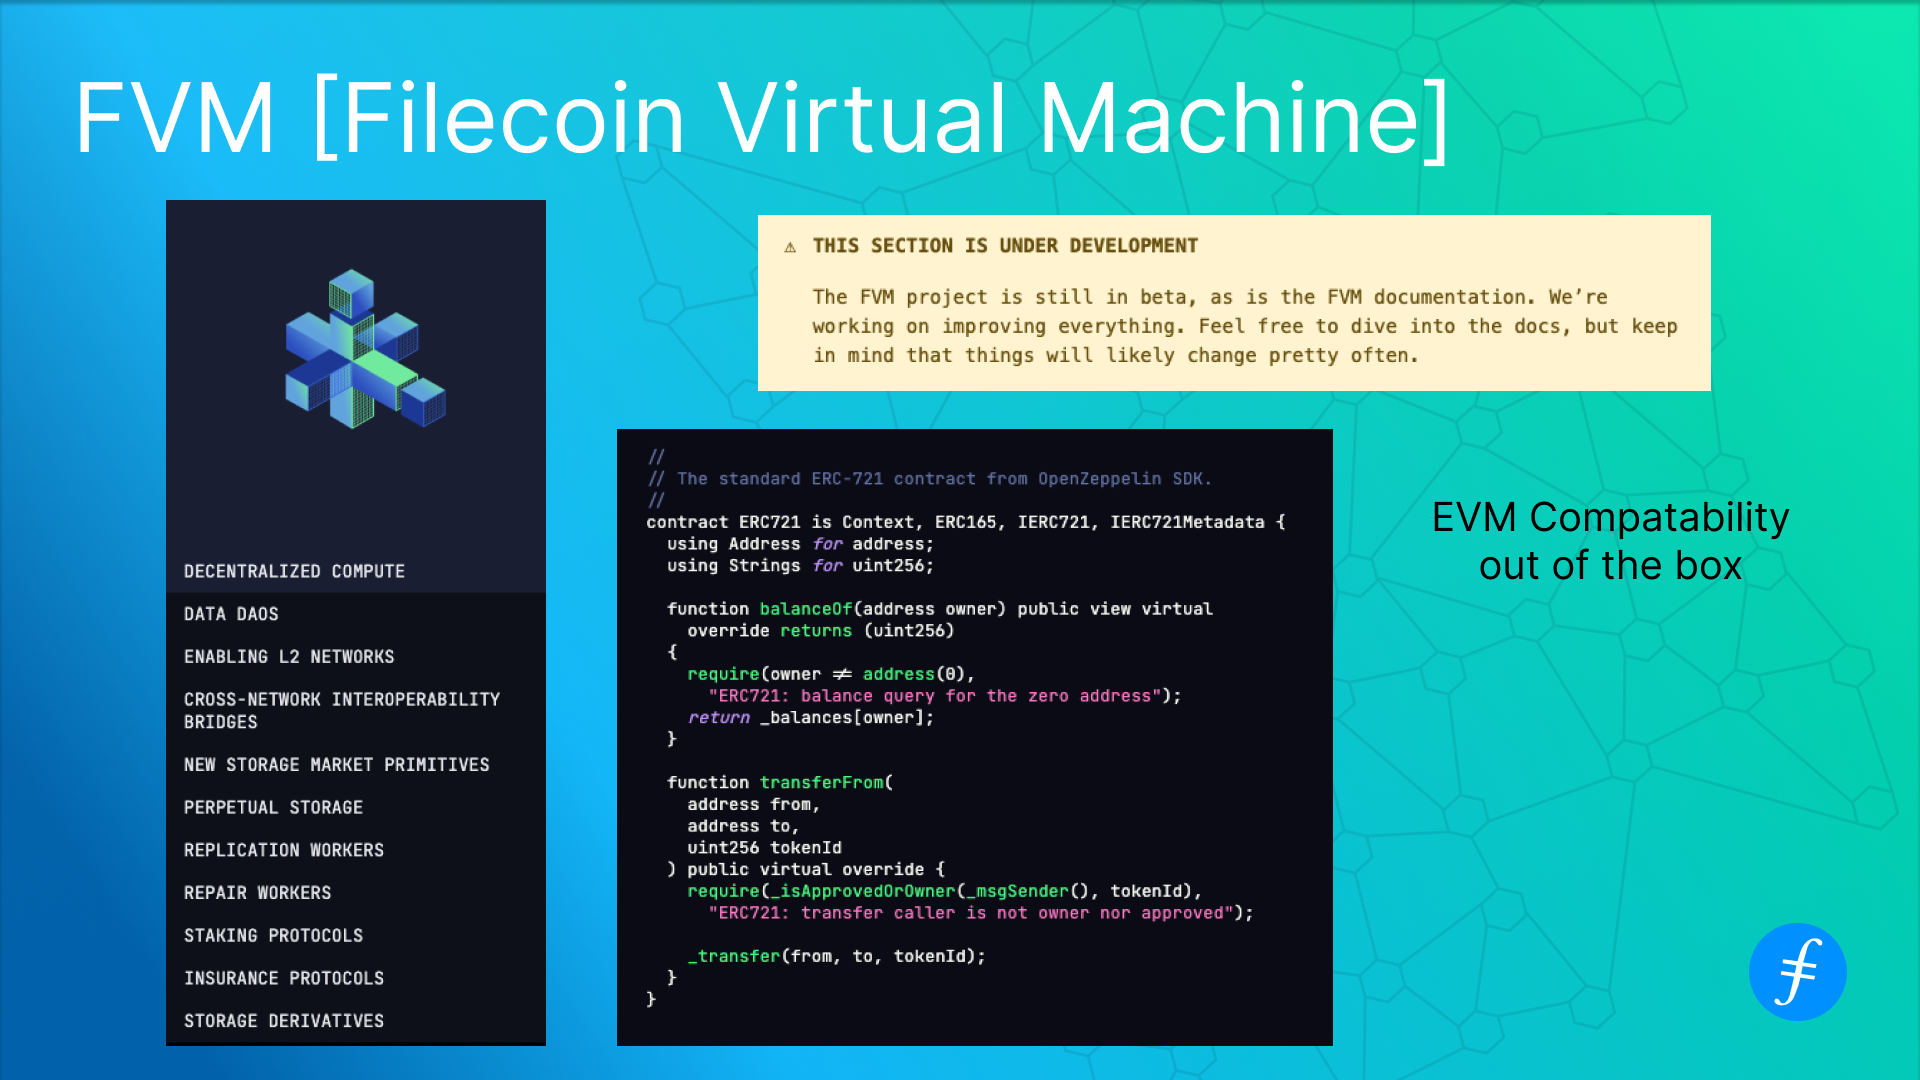 FVM [Filecoin Virtual Machine]
DECENTRALIZED COMPUTE
DATA DAOS
ENABLING L2 NETWORKS
CROSS-NETWORK INTEROPERABILITY
BRIDGES
NEW STORAGE MARKET PRIMITIVES
PERPETUAL STORAGE
REPLICATION WORKERS
REPAIR WORKERS
STAKING PROTOCOLS
INSURANCE PROTOCOLS
STORAGE DERIVATIVES
⚠ THIS SECTION IS UNDER DEVELOPMENT
The FVM project is still in beta, as is the FVM documentation. We’re
working on improving everything. Feel free to dive into the docs, but keep
in mind that things will likely change pretty often.
//
// The standard ERC-721 contract from OpenZeppelin SDK.
//
contract ERC721 is Context, ERC165, IERC721, IERC721Metadata {
using Address for address;
using Strings for uint256;
function balanceOf(address owner) public view virtual
override returns (uint256)
{
require(owner ≠ address(0),
"ERC721: balance query for the zero address");
return _balances[owner];
}
function transferFrom(
address from,
address to,
uint256 tokenId
) public virtual override {
require(_isApprovedOrOwner(_msgSender(), tokenId),
"ERC721: transfer caller is not owner nor approved");
_transfer(from, to, tokenId);
}
}
EVM Compatability
out of the box